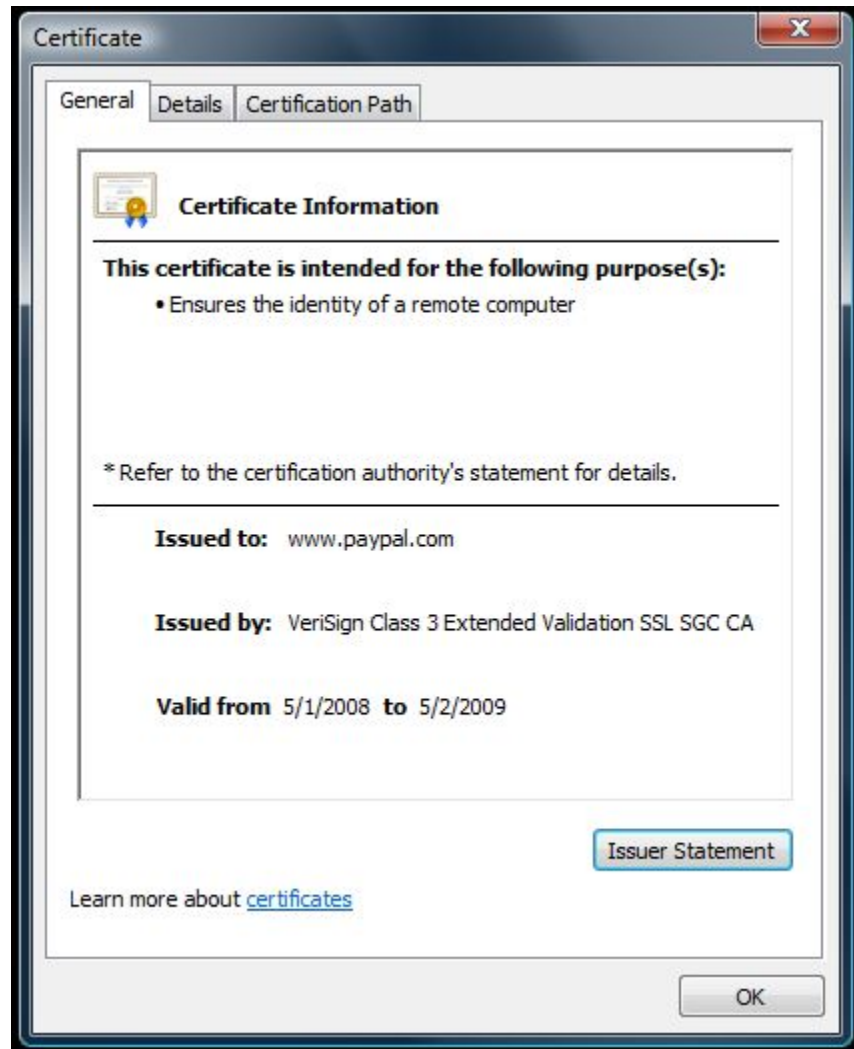 Certificate
General Details Certification Path
Certificate Information
This certificate is intended for the following purpose(s):
• Ensures the identity of a remote computer
* Refer to the certification authority's statement for details.
Issued to: www.paypal.com
Issued by: VeriSign Class 3 Extended Validation SSL SGC CA
Valid from 5/1/2008 to 5/2/2009
Issuer Statement
Learn more about certificates
OK